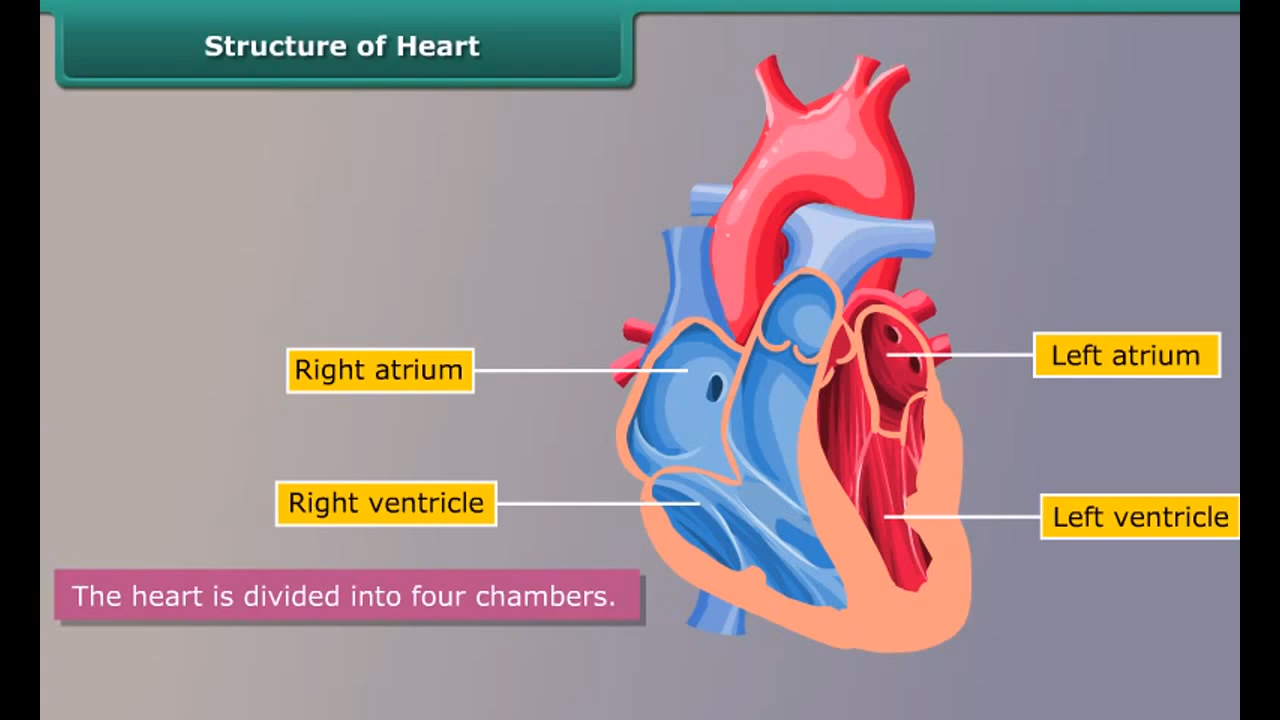 Structure of Heart
Right atrium
Left atrium
Right ventricle
Left ventricle
The heart is divided into four chambers.